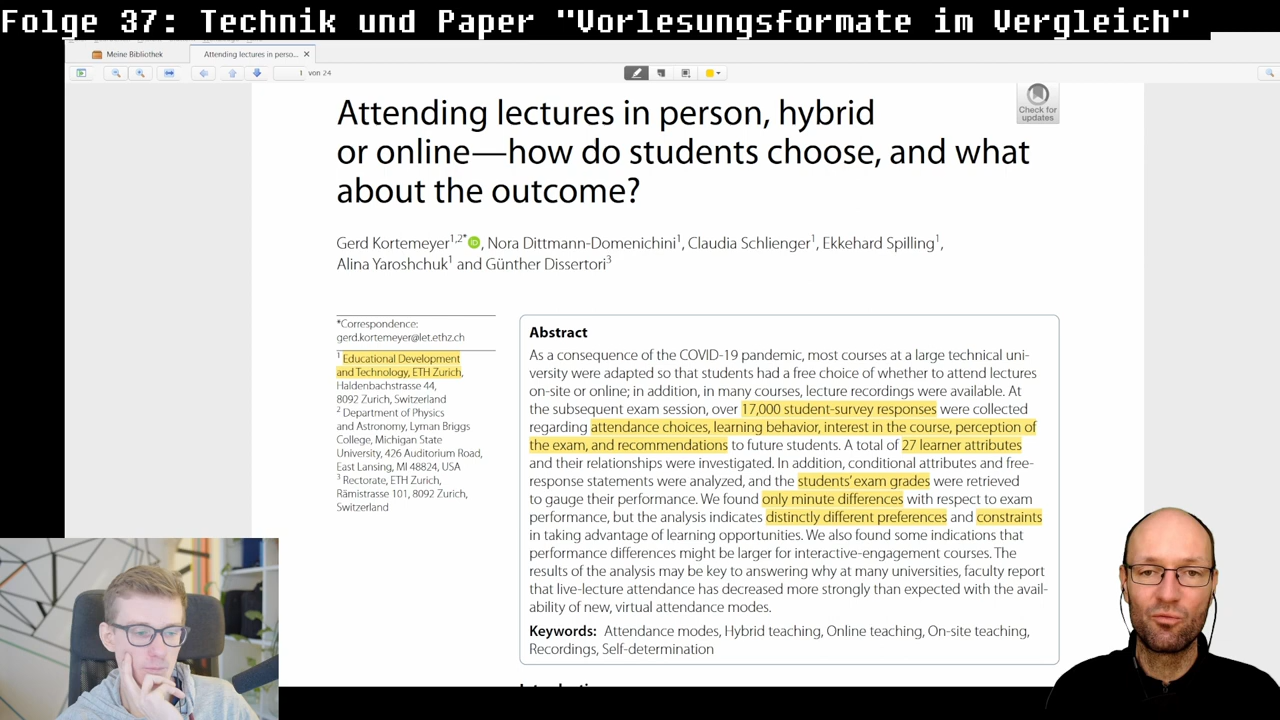 Folge 37: Technik und Paper "Vorlesungsformate im Vergleich"
Meine Bibliothek
Attending lectures in perso...
1 von 24
Check for
updates
Attending lectures in person, hybrid
or online—how do students choose, and what
about the outcome?
Gerd Kortemeyer1,2*, Nora Dittmann-Domenichini1, Claudia Schlienger1, Ekkehard Spilling1,
Alina Yaroshchuk1 and Günther Dissertori3
*Correspondence:
gerd.kortemeyer@let.ethz.ch
1 Educational Development
and Technology, ETH Zurich,
Haldenbachstrasse 44,
8092 Zurich, Switzerland
2 Department of Physics
and Astronomy, Lyman Briggs
College, Michigan State
University, 426 Auditorium Road,
East Lansing, MI 48824, USA
3 Rectorate, ETH Zurich,
Rämistrasse 101, 8092 Zurich,
Switzerland
Abstract
As a consequence of the COVID-19 pandemic, most courses at a large technical uni-
versity were adapted so that students had a free choice of whether to attend lectures
on-site or online; in addition, in many courses, lecture recordings were available. At
the subsequent exam session, over 17,000 student-survey responses were collected
regarding attendance choices, learning behavior, interest in the course, perception of
the exam, and recommendations to future students. A total of 27 learner attributes
and their relationships were investigated. In addition, conditional attributes and free-
response statements were analyzed, and the students' exam grades were retrieved
to gauge their performance. We found only minute differences with respect to exam
performance, but the analysis indicates distinctly different preferences and constraints
in taking advantage of learning opportunities. We also found some indications that
performance differences might be larger for interactive-engagement courses. The
results of the analysis may be key to answering why at many universities, faculty report
that live-lecture attendance has decreased more strongly than expected with the avail-
ability of new, virtual attendance modes.
Keywords: Attendance modes, Hybrid teaching, Online teaching, On-site teaching,
Recordings, Self-determination